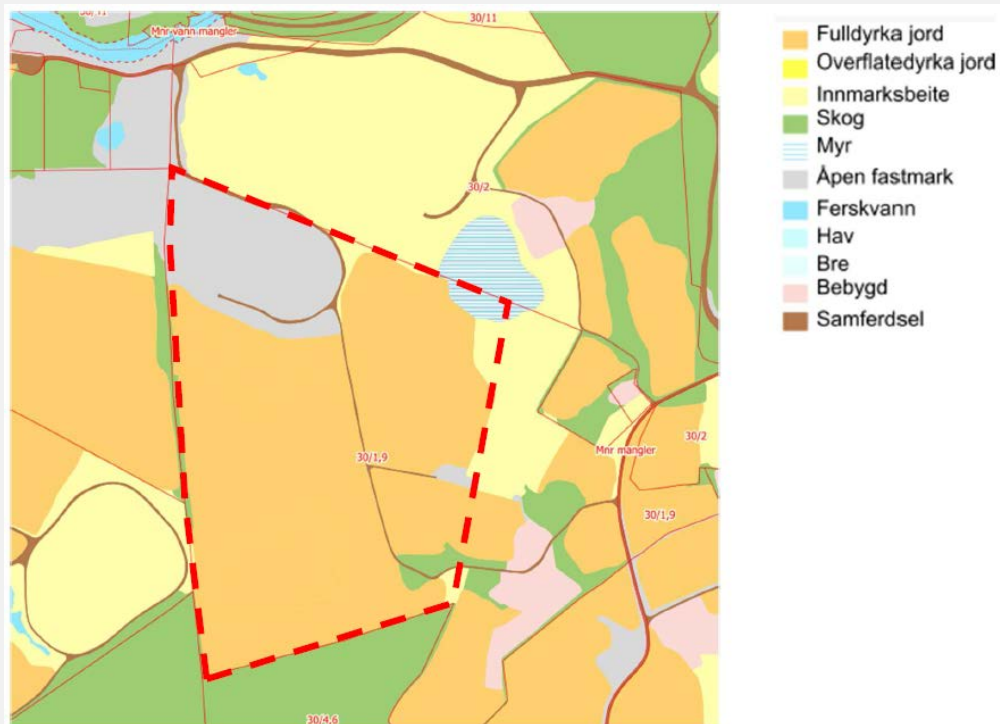 30/11
30/11
Mnr vann mangler
30/2
30/1,9
Mnr mangler
30/2
30/1,9
30/4,6
Fulldyrka jord
Overflatedyrka jord
Innmarksbeite
Skog
Myr
Åpen fastmark
Ferskvann
Hav
Bre
Bebygd
Samferdsel